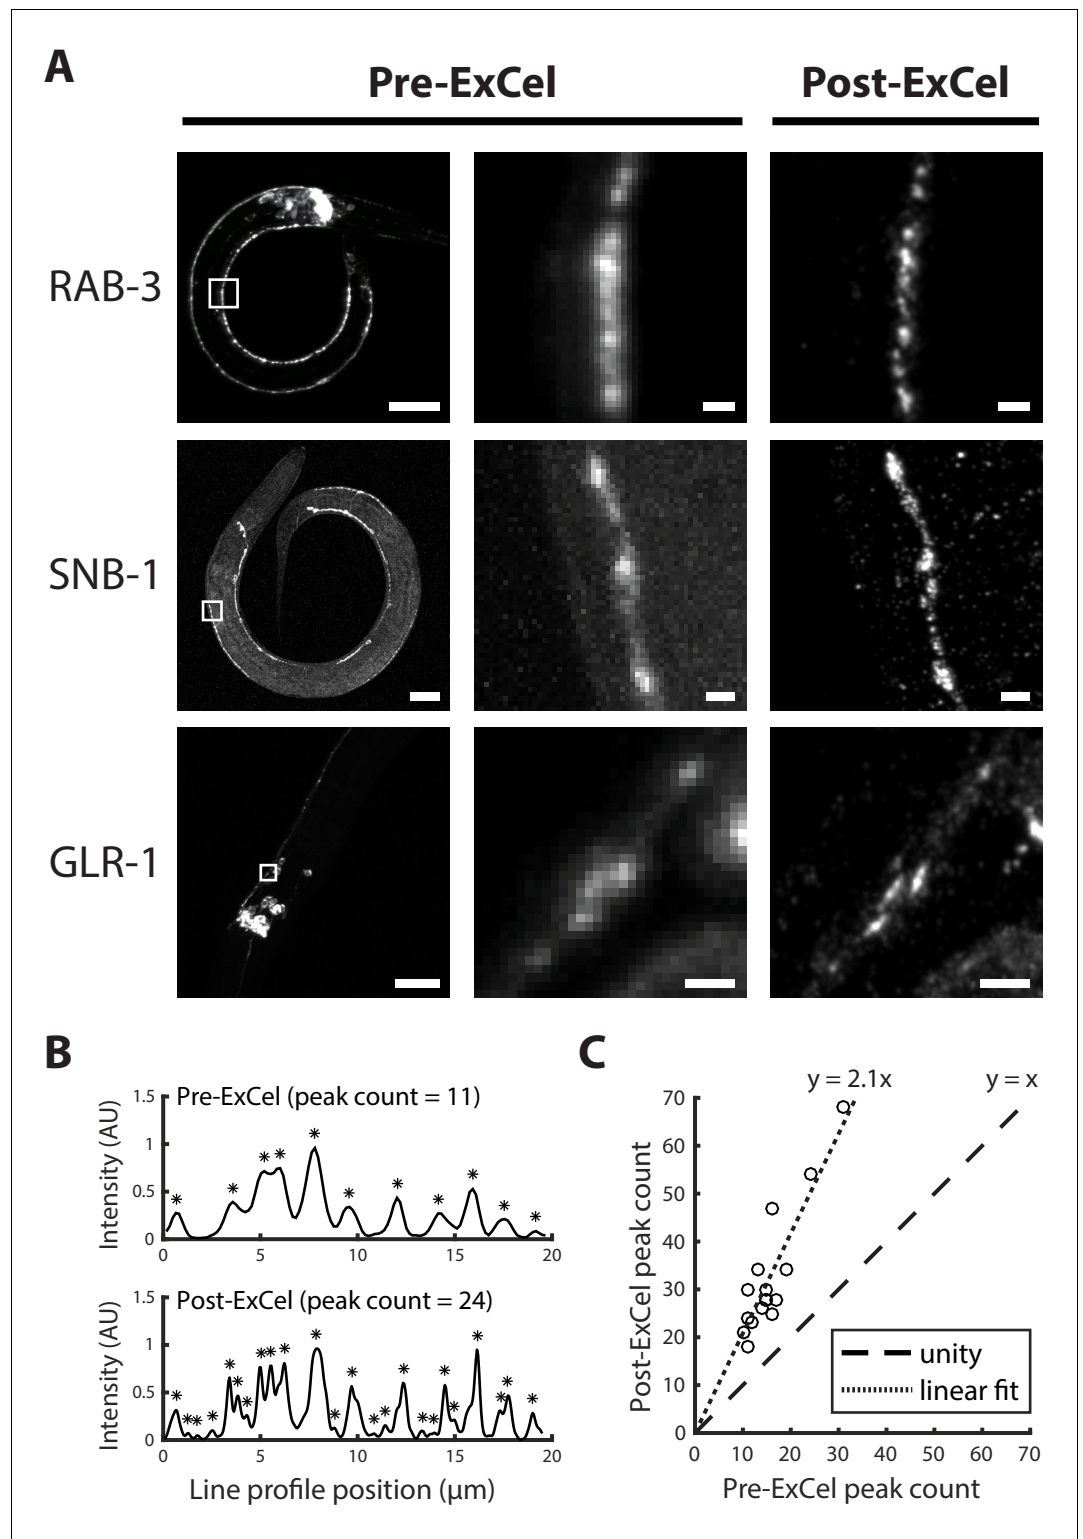 A
Pre-ExCel
Post-ExCel
RAB-3
SNB-1
GLR-1
B
Pre-ExCel (peak count = 11)
Intensity (AU)
1.5
1
0.5
0
0 5 10 15 20
Post-ExCel (peak count = 24)
Intensity (AU)
1.5
1
0.5
0
0 5 10 15 20
Line profile position (μm)
C
y = 2.1x
y = x
Post-ExCel peak count
70
60
50
40
30
20
10
0
0 10 20 30 40 50 60 70
Pre-ExCel peak count
unity
linear fit